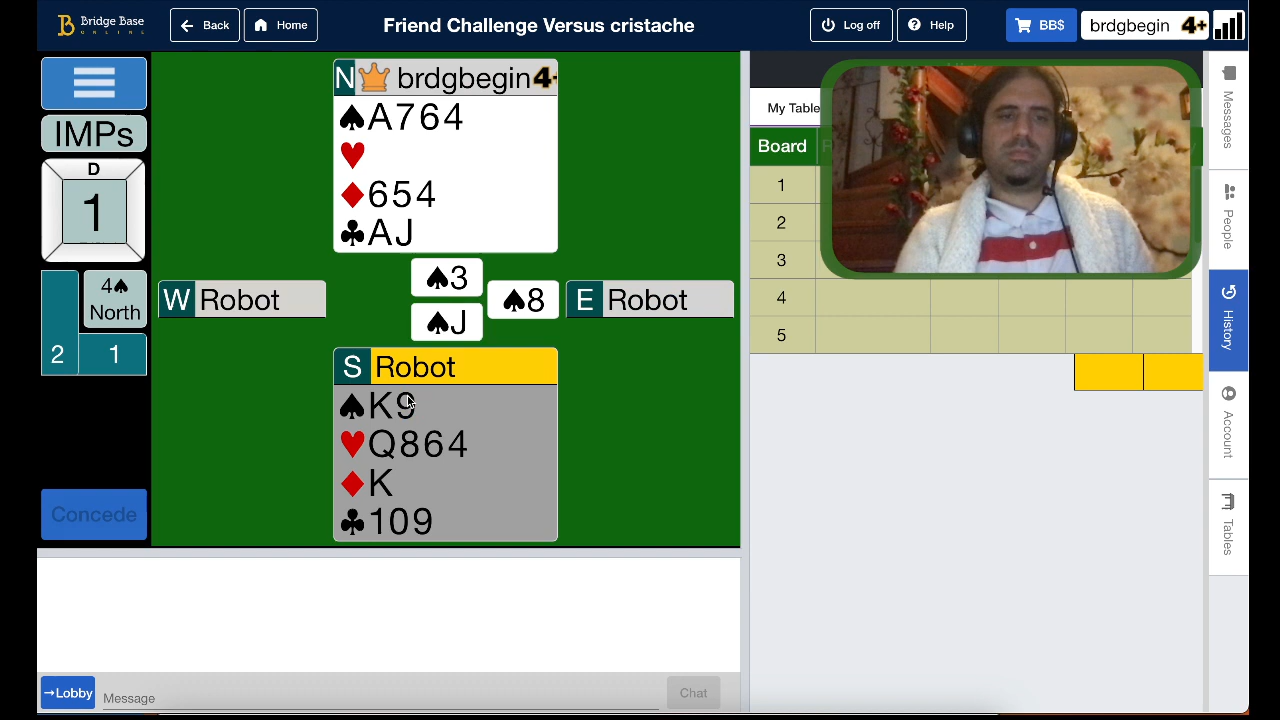 Bridge Base
ONLINE
Back
Home
Friend Challenge Versus cristache
Log off
Help
BB$
brdgbegin 4+
IMPs
D
1
4♠
North
2
1
Concede
N brdgbegin4+
♠A764
♥
♦654
♣AJ
♠3
♠8
♠J
W Robot
E Robot
S Robot
♠K9
♥Q864
♦K
♣109
My Table
Board
1
2
3
4
5
Messages
People
History
Account
Tables
→Lobby
Message
Chat